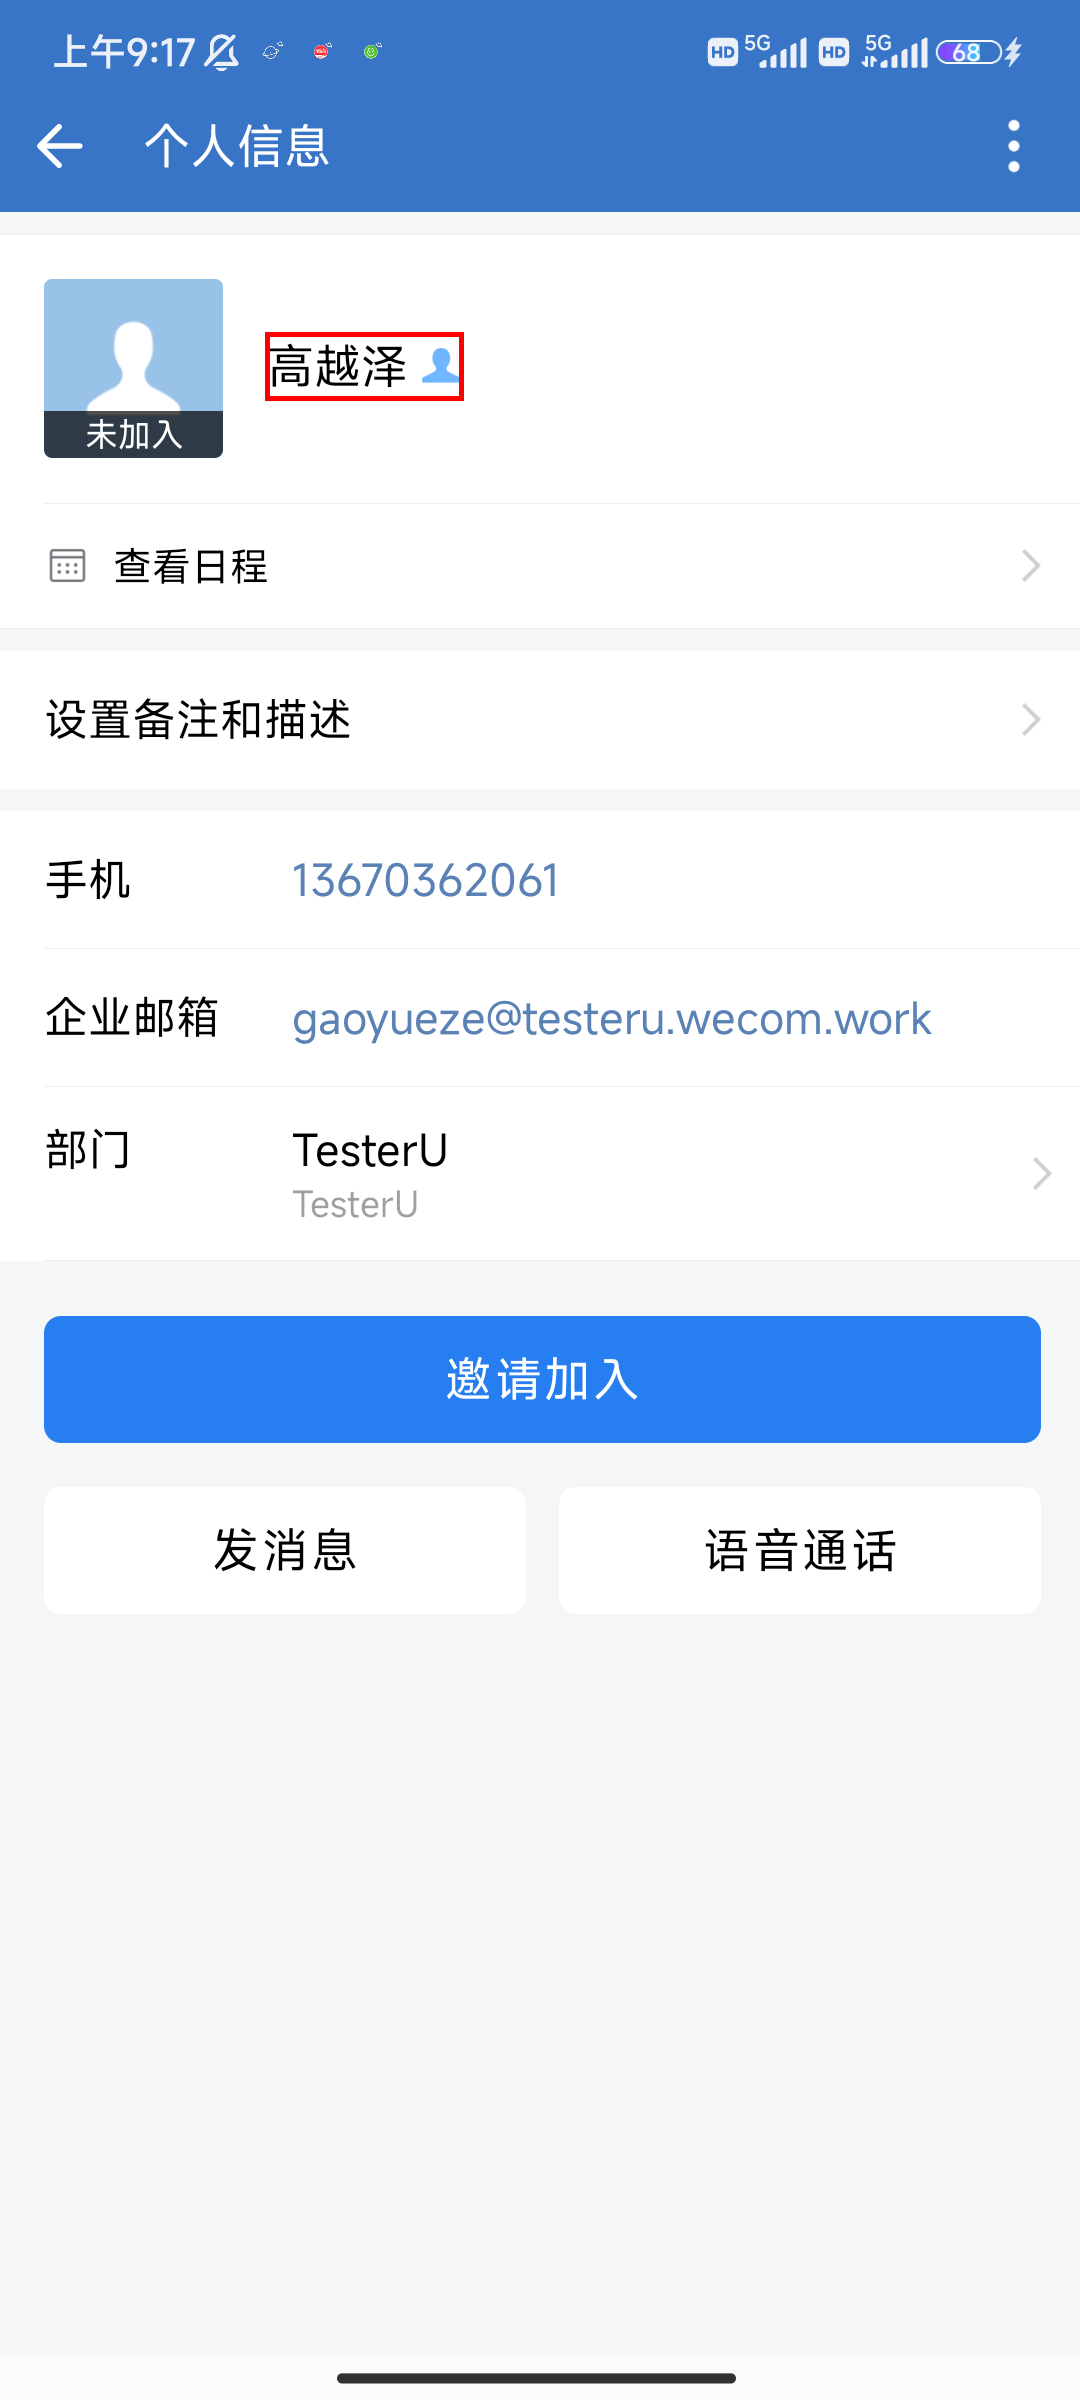 上午9:17 HD 5G HD 5G 68
个人信息
未加入
高越泽
查看日程
设置备注和描述
手机 13670362061
企业邮箱 gaoyueze@testeru.wecom.work
部门 TesterU
TesterU
邀请加入
发消息 语音通话